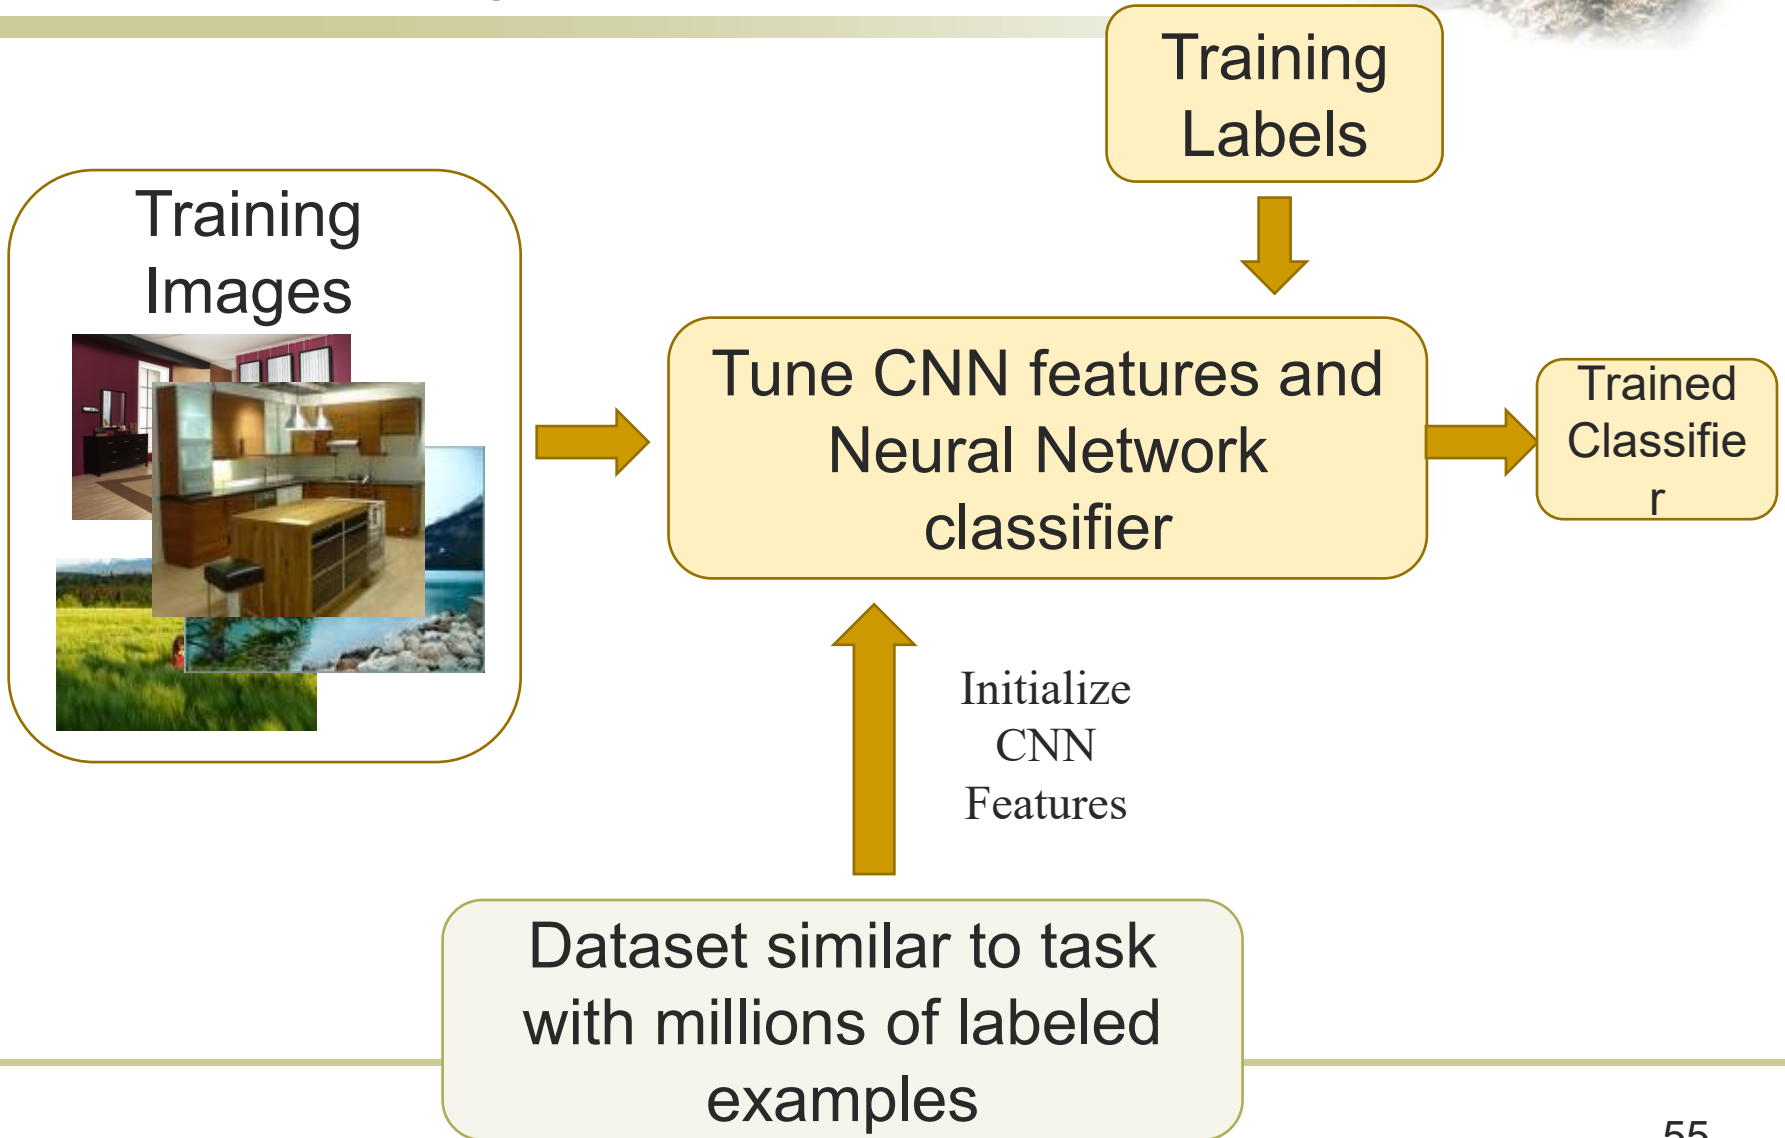 Training
Labels
Training
Images
Tune CNN features and
Neural Network
classifier
Trained
Classifie
r
Initialize
CNN
Features
Dataset similar to task
with millions of labeled
examples
55